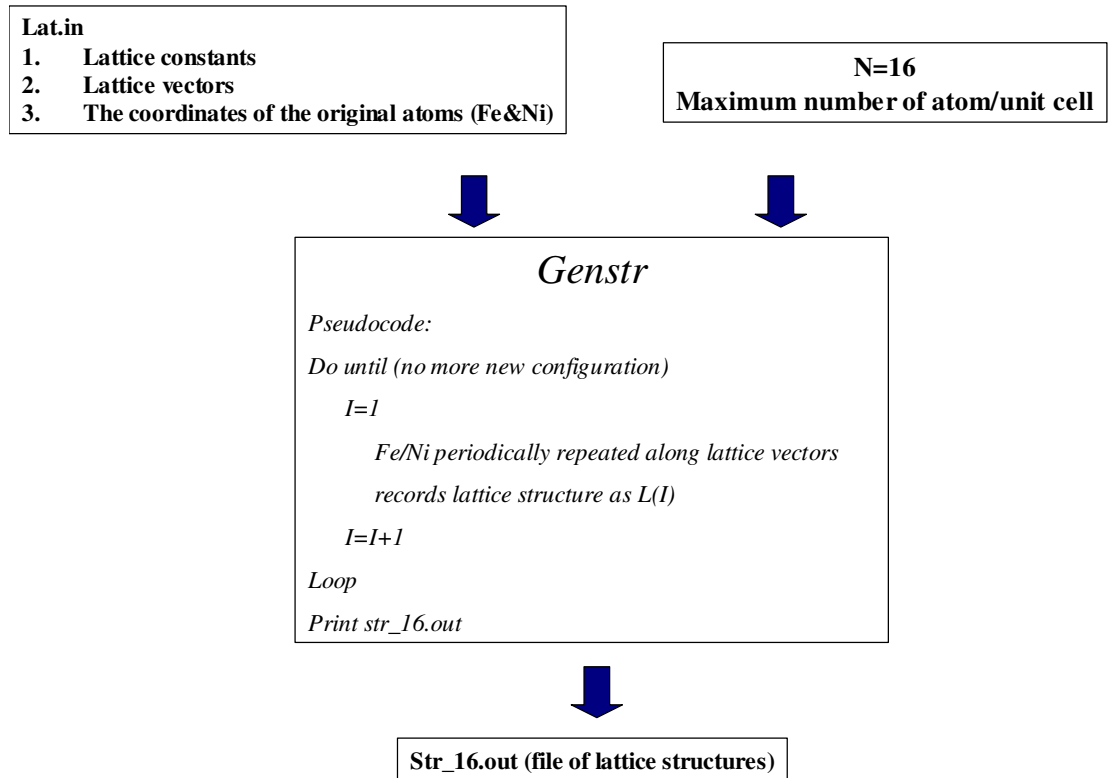 Lat.in
1. Lattice constants
2. Lattice vectors
3. The coordinates of the original atoms (Fe&Ni)
N=16
Maximum number of atom/unit cell
Genstr
Pseudocode:
Do until (no more new configuration)
I=1
Fe/Ni periodically repeated along lattice vectors
records lattice structure as L(I)
I=I+1
Loop
Print str_16.out
Str_16.out (file of lattice structures)